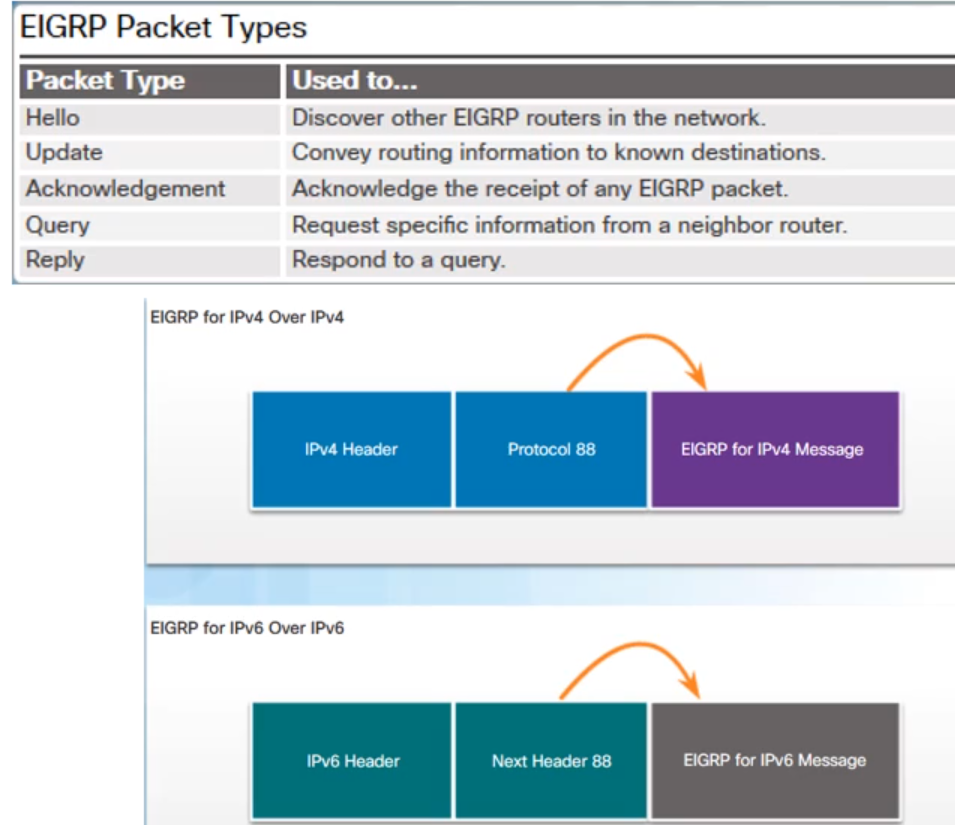 EIGRP Packet Types
Packet Type Used to...
Hello Discover other EIGRP routers in the network.
Update Convey routing information to known destinations.
Acknowledgement Acknowledge the receipt of any EIGRP packet.
Query Request specific information from a neighbor router.
Reply Respond to a query.
EIGRP for IPv4 Over IPv4
IPv4 Header Protocol 88 EIGRP for IPv4 Message
EIGRP for IPv6 Over IPv6
IPv6 Header Next Header 88 EIGRP for IPv6 Message